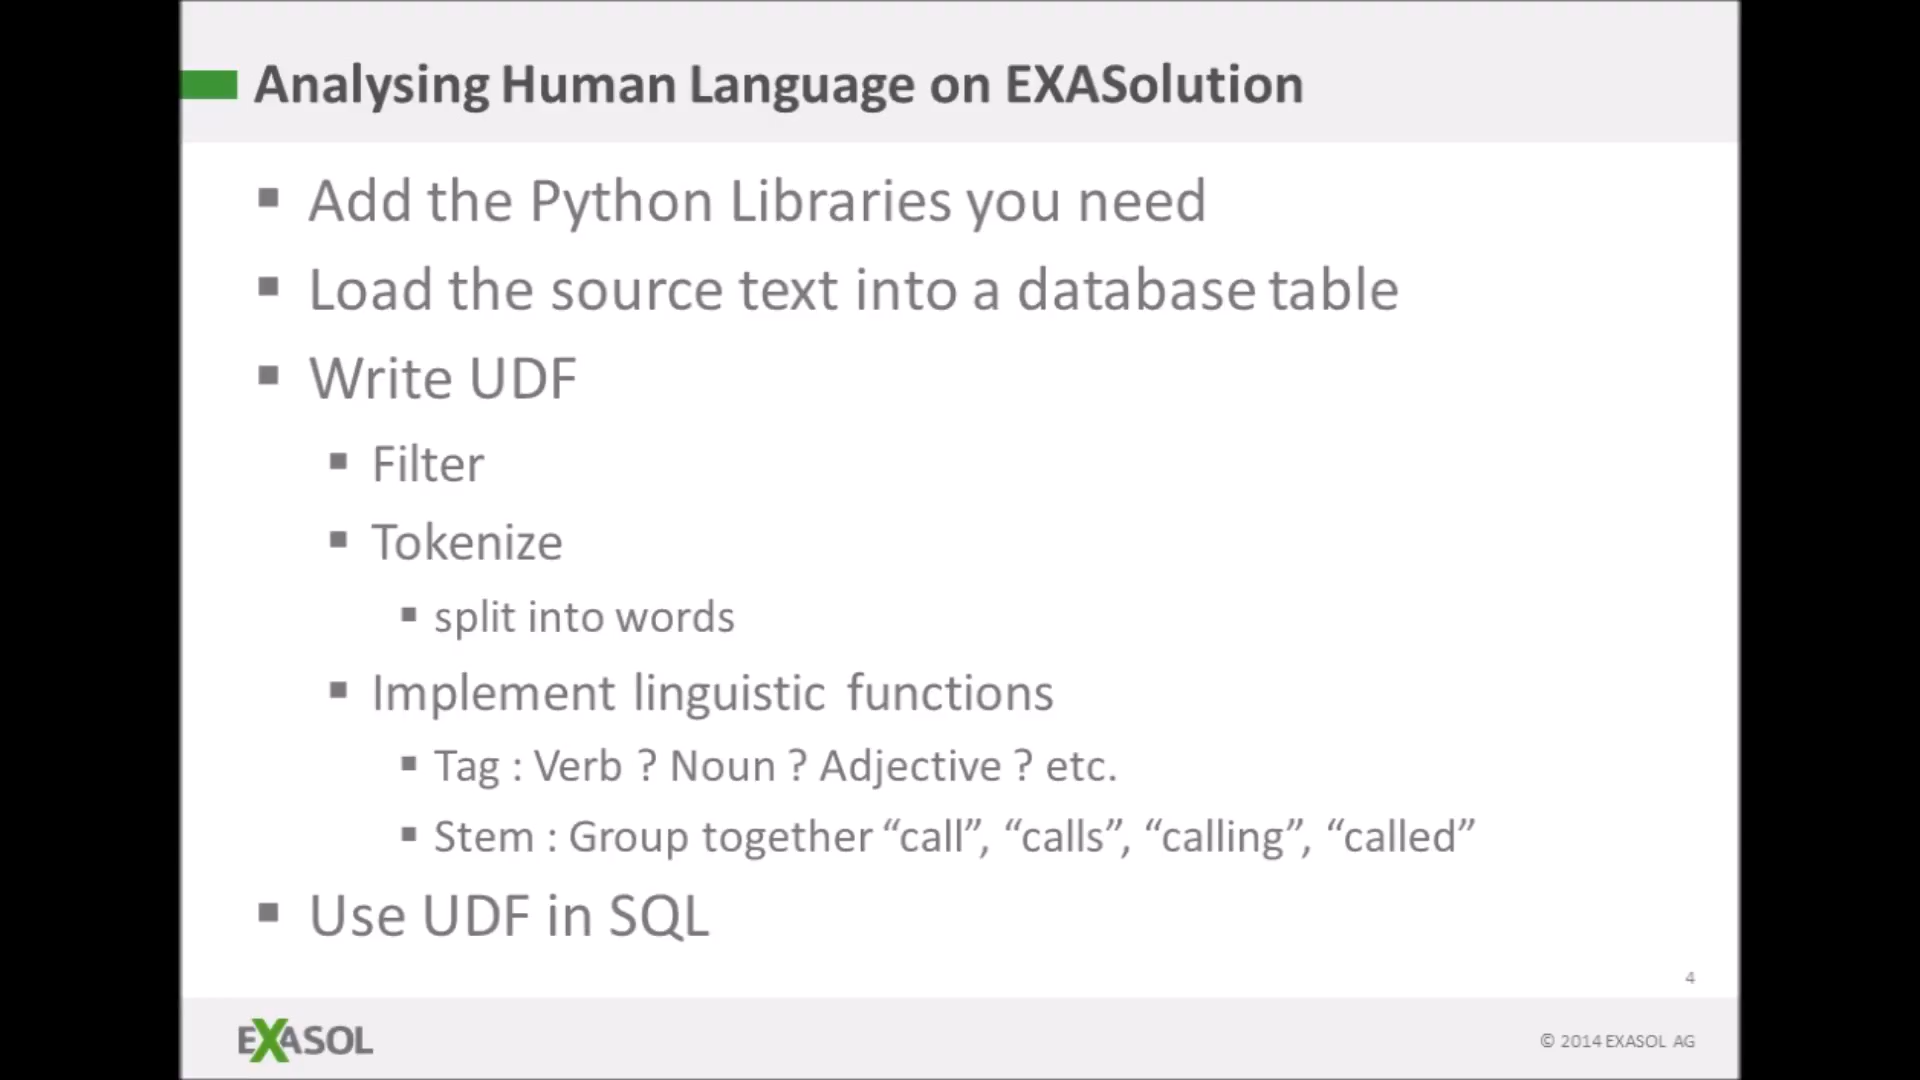 Analysing Human Language on EXASolution
Add the Python Libraries you need
Load the source text into a database table
Write UDF
Filter
Tokenize
split into words
Implement linguistic functions
Tag : Verb ? Noun ? Adjective ? etc.
Stem : Group together “call”, “calls”, “calling”, “called”
Use UDF in SQL
4
EXASOL
© 2014 EXASOL AG